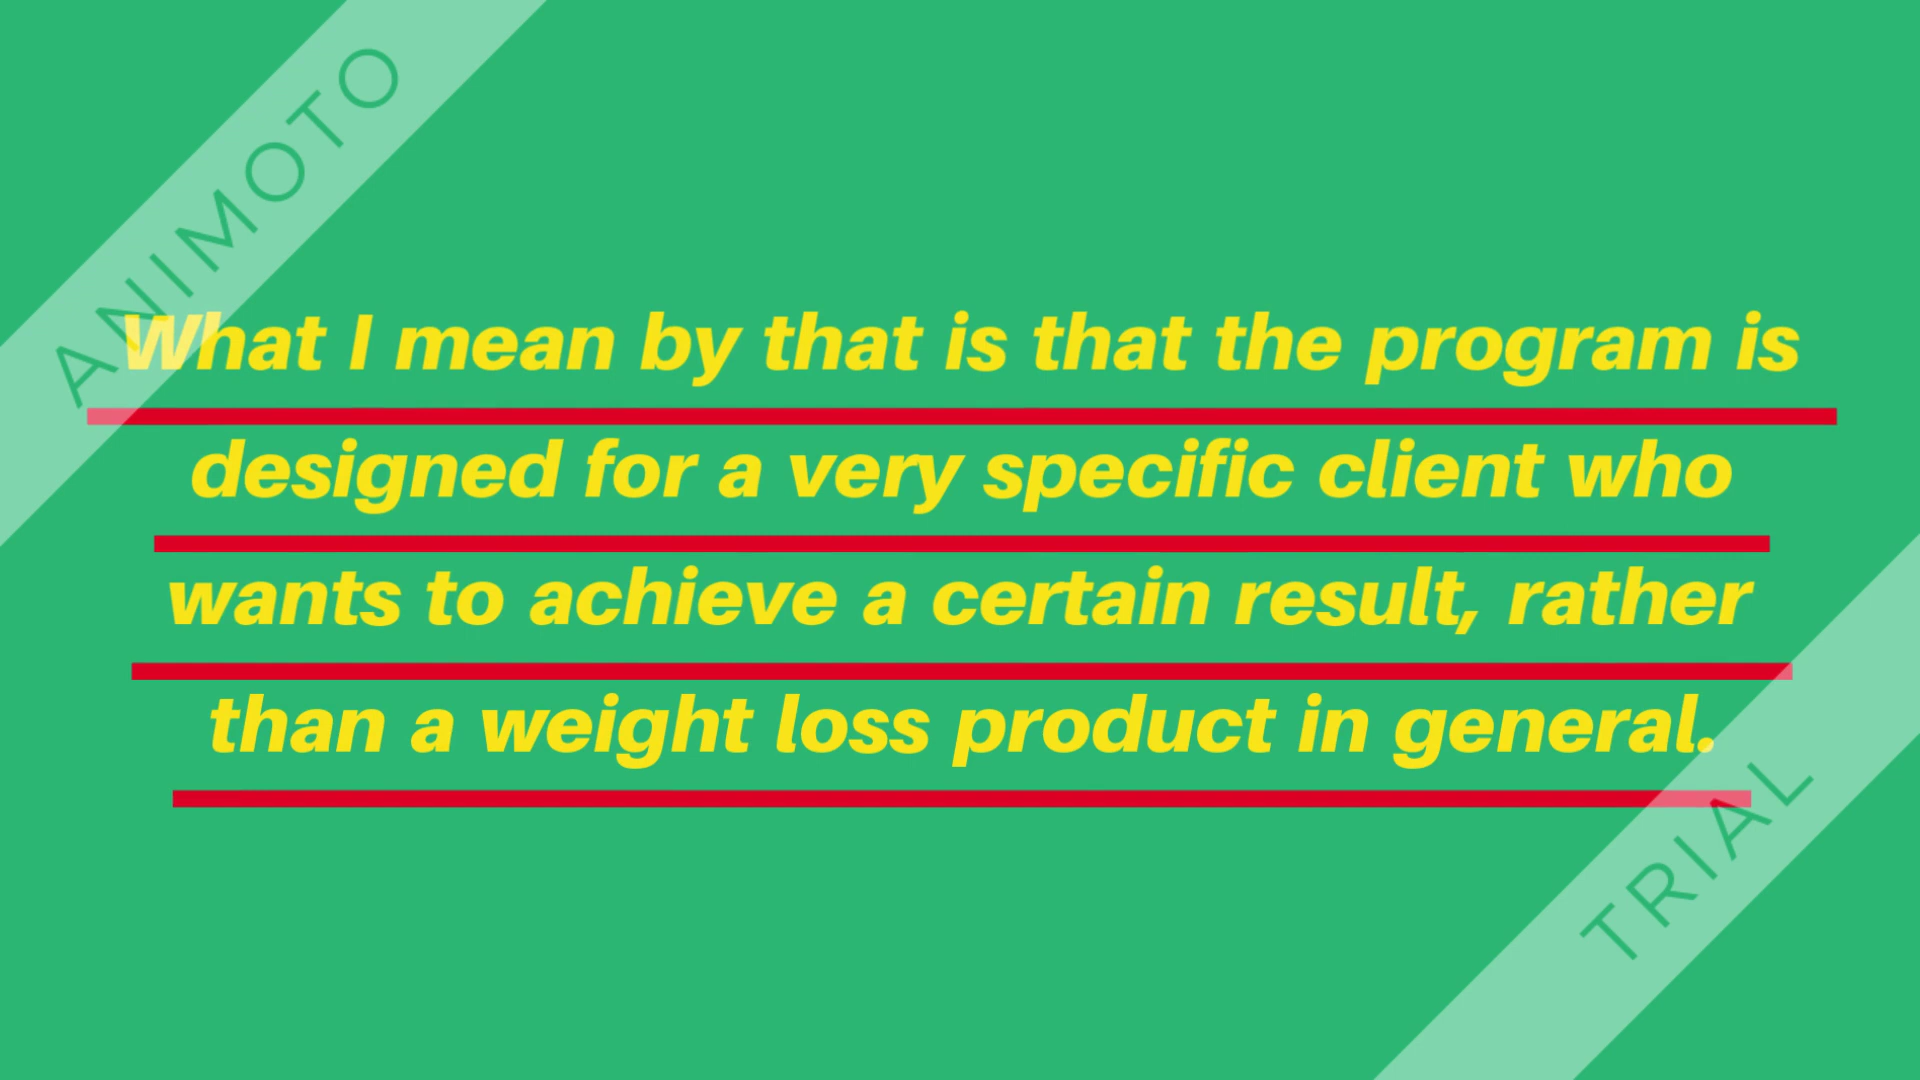 ANIMOTO
What I mean by that is that the program is
designed for a very specific client who
wants to achieve a certain result, rather
than a weight loss product in general.
TRIAL